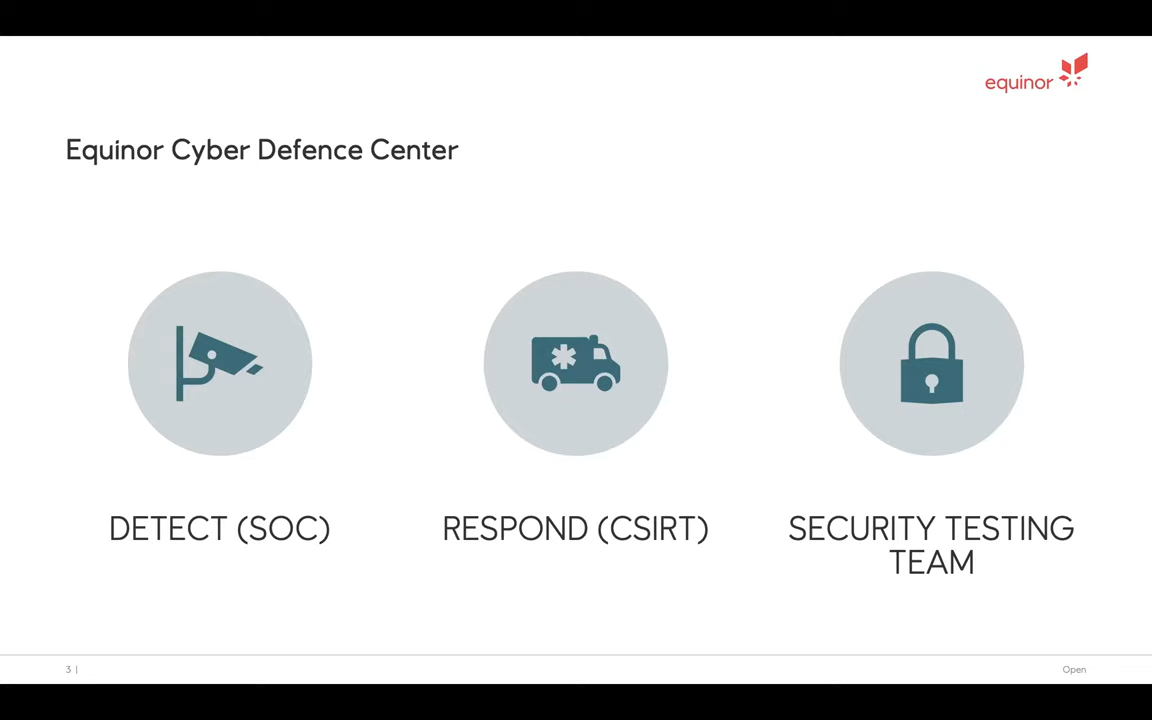 equinor
Equinor Cyber Defence Center
DETECT (SOC)
RESPOND (CSIRT)
SECURITY TESTING
TEAM
3 |
Open